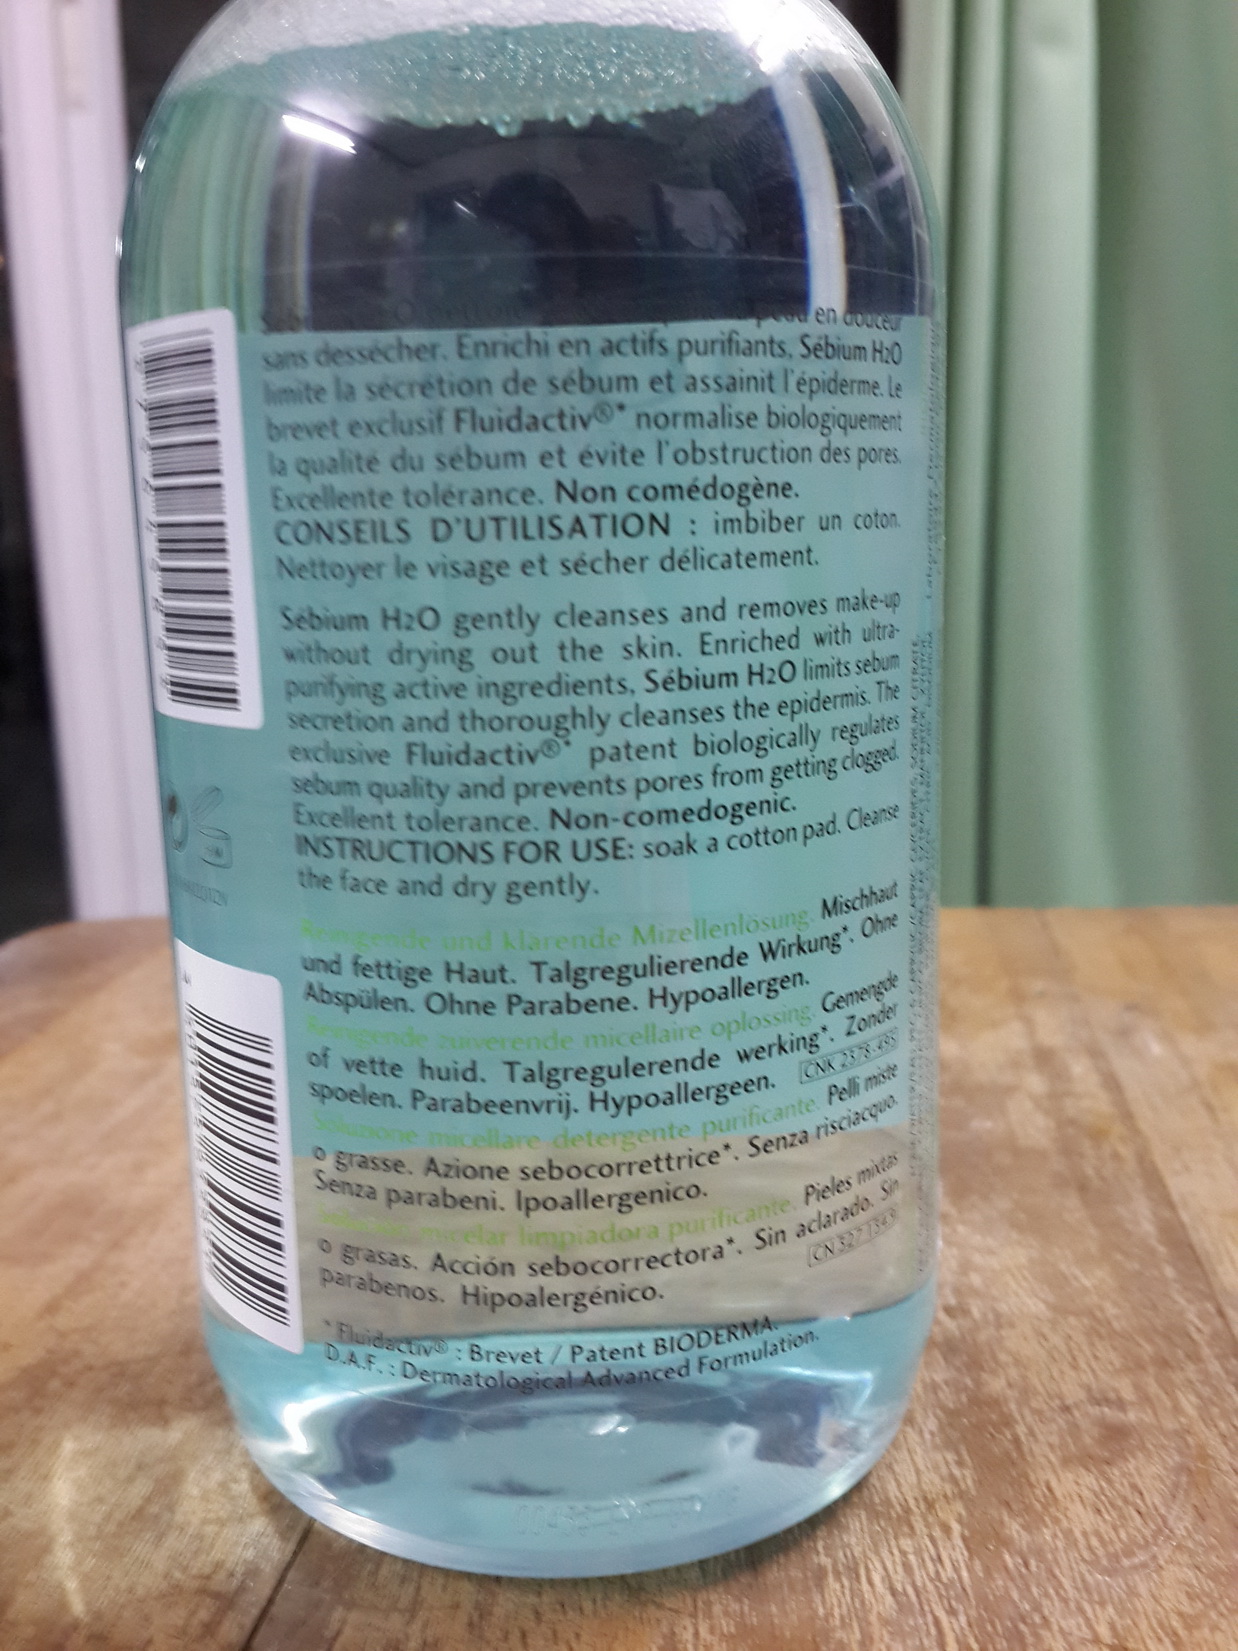 en douceur
sans dessécher. Enrichi en actifs purifiants, Sébium H2O
limite la sécrétion de sébum et assainit l'épiderme. Le
brevet exclusif Fluidactiv®* normalise biologiquement
la qualité du sébum et évite l'obstruction des pores.
Excellente tolérance. Non comédogène.
CONSEILS D'UTILISATION : imbiber un coton.
Nettoyer le visage et sécher délicatement.
Sébium H2O gently cleanses and removes make-up
without drying out the skin. Enriched with ultra-
purifying active ingredients, Sébium H2O limits sebum
secretion and thoroughly cleanses the epidermis. The
exclusive Fluidactiv®* patent biologically regulates
sebum quality and prevents pores from getting clogged.
Excellent tolerance. Non-comedogenic.
INSTRUCTIONS FOR USE: soak a cotton pad. Cleanse
the face and dry gently.
Reinigende und klärende Mizellenlösung. Mischhaut
und fettige Haut. Talgregulierende Wirkung*. Ohne
Abspülen. Ohne Parabene. Hypoallergen.
Reinigende zuiverende micellaire oplossing. Gemengde
of vette huid. Talgregulerende werking*. Zonder
spoelen. Parabeenvrij. Hypoallergeen. CNK 2578-495
Soluzione micellare detergente purificante. Pelli miste
o grasse. Azione sebocorrettrice*. Senza risciacquo.
Senza parabeni. Ipoallergenico.
Solución micelar limpiadora purificante. Pieles mixtas
o grasas. Acción sebocorrectora*. Sin aclarado. Sin
parabenos. Hipoalergénico.
* Fluidactiv® : Brevet / Patent BIODERMA.
D.A.F. : Dermatological Advanced Formulation.